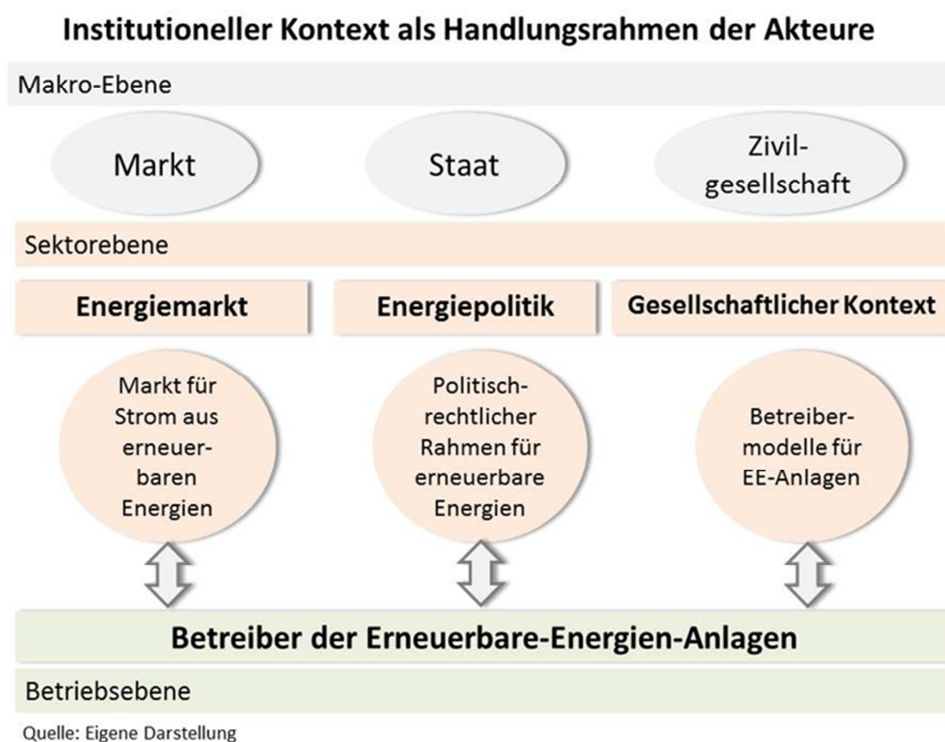 Institutioneller Kontext als Handlungsrahmen der Akteure
Makro-Ebene
Markt
Staat
Zivil-
gesellschaft
Sektorebene
Energiemarkt
Energiepolitik
Gesellschaftlicher Kontext
Markt für
Strom aus
erneuer-
baren
Energien
Politisch-
rechtlicher
Rahmen für
erneuerbare
Energien
Betreiber-
modelle für
EE-Anlagen
Betreiber der Erneuerbare-Energien-Anlagen
Betriebsebene
Quelle: Eigene Darstellung